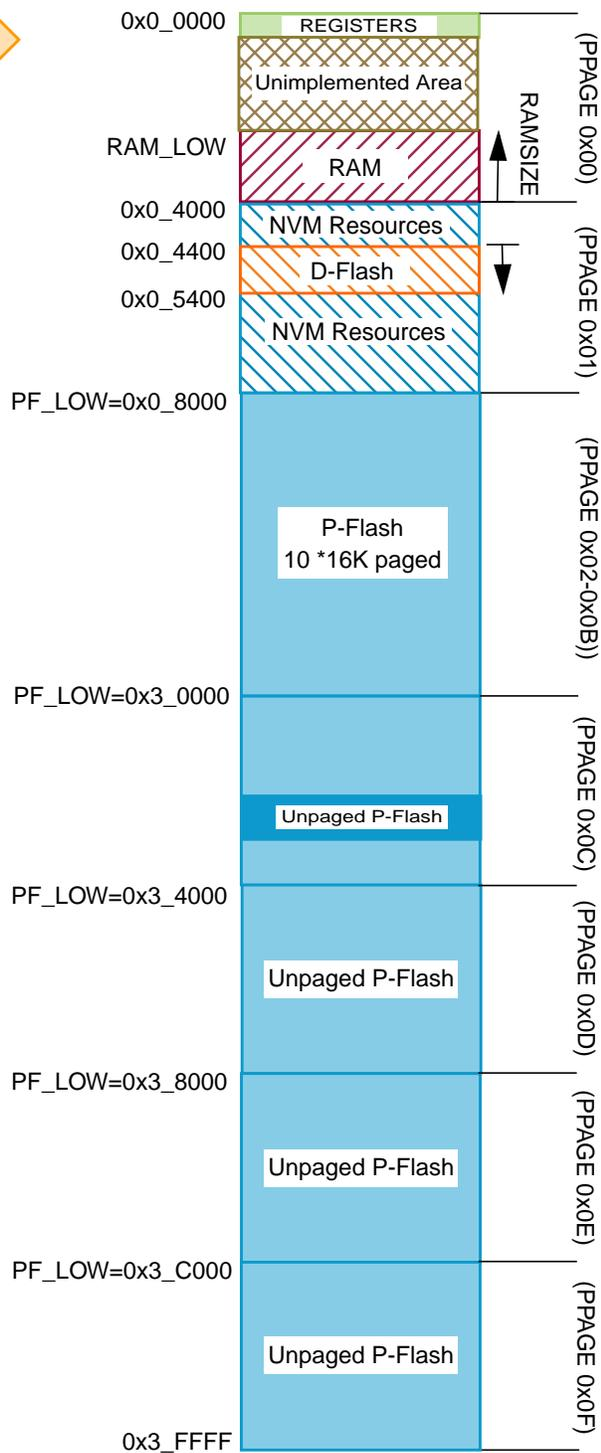 0x0_0000
REGISTERS
(PPAGE 0x00)
Unimplemented Area
RAMSIZE
RAM_LOW
RAM
0x0_4000
NVM Resources
(PPAGE 0x01)
0x0_4400
D-Flash
0x0_5400
NVM Resources
PF_LOW=0x0_8000
P-Flash
10 *16K paged
(PPAGE 0x02-0x0B))
PF_LOW=0x3_0000
Unpaged P-Flash
(PPAGE 0x0C)
PF_LOW=0x3_4000
Unpaged P-Flash
(PPAGE 0x0D)
PF_LOW=0x3_8000
Unpaged P-Flash
(PPAGE 0x0E)
PF_LOW=0x3_C000
Unpaged P-Flash
(PPAGE 0x0F)
0x3_FFFF